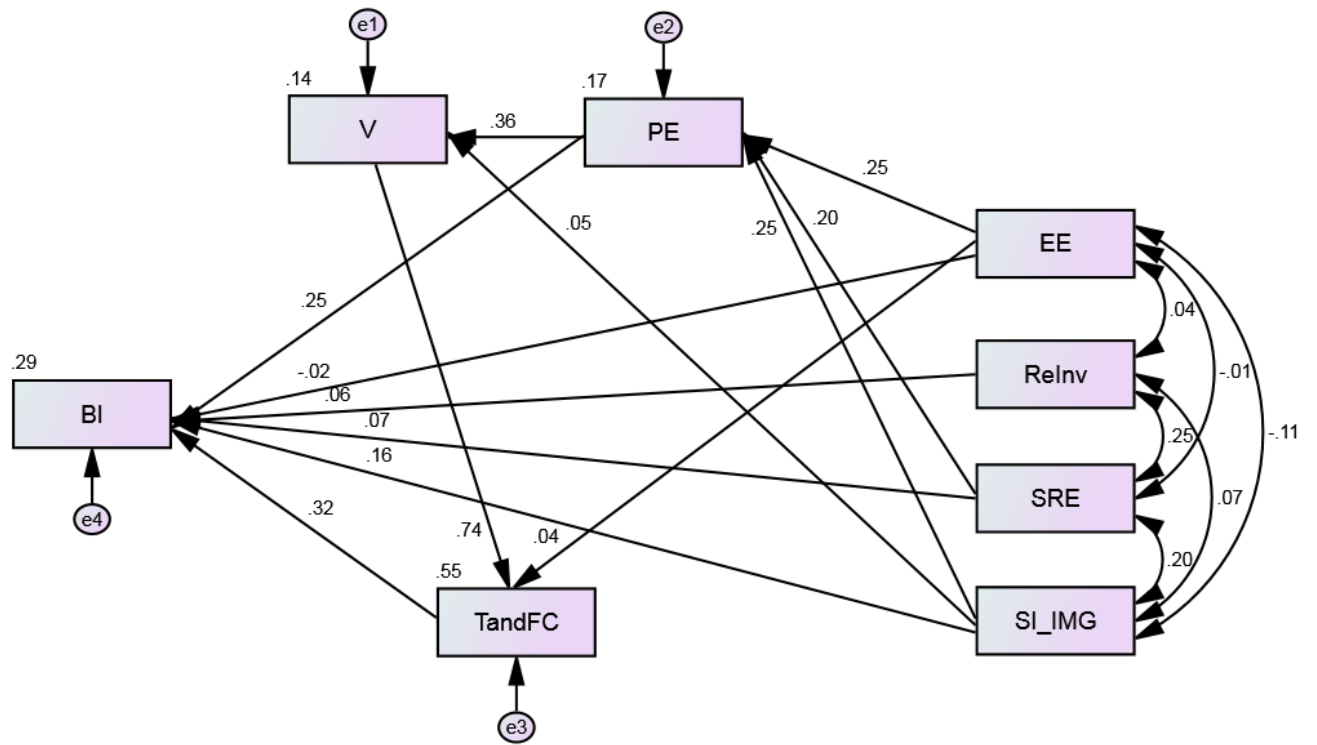 e1
e2
.14
.17
V
.36
PE
.25
.05
.25
.20
EE
.25
.04
.29
-.02
.06
ReInv
-.01
BI
.07
.25
-.11
.16
SRE
.07
e4
.32
.74
.04
.20
.55
TandFC
SI_IMG
e3